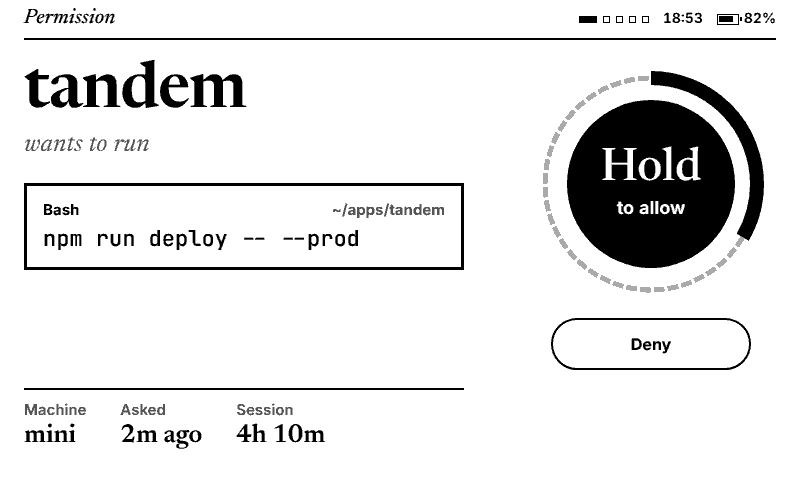 Permission
18:53 82%
tandem
wants to run
Bash ~/apps/tandem
npm run deploy -- --prod
Hold
to allow
Deny
Machine Asked Session
mini 2m ago 4h 10m